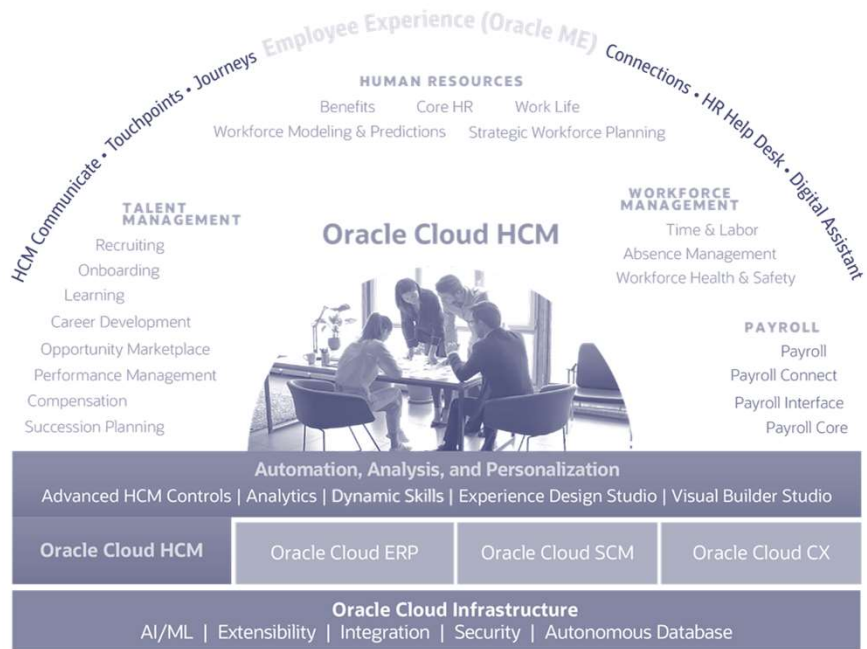 Employee Experience (Oracle ME)
HCM Communicate • Touchpoints • Journeys
Connections • HR Help Desk • Digital Assistant
HUMAN RESOURCES
Benefits Core HR Work Life
Workforce Modeling & Predictions Strategic Workforce Planning
TALENT
MANAGEMENT
Recruiting
Onboarding
Learning
Career Development
Opportunity Marketplace
Performance Management
Compensation
Succession Planning
Oracle Cloud HCM
WORKFORCE
MANAGEMENT
Time & Labor
Absence Management
Workforce Health & Safety
PAYROLL
Payroll
Payroll Connect
Payroll Interface
Payroll Core
Automation, Analysis, and Personalization
Advanced HCM Controls | Analytics | Dynamic Skills | Experience Design Studio | Visual Builder Studio
Oracle Cloud HCM
Oracle Cloud ERP
Oracle Cloud SCM
Oracle Cloud CX
Oracle Cloud Infrastructure
AI/ML | Extensibility | Integration | Security | Autonomous Database